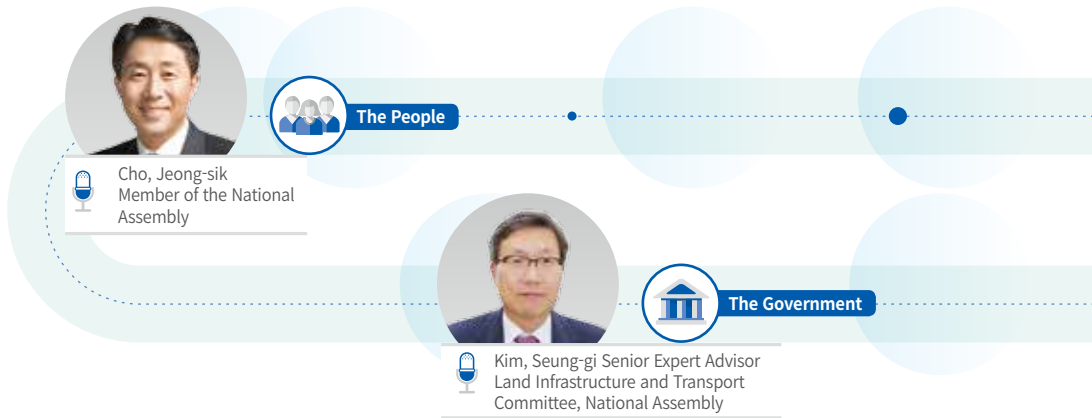 The People
Cho, Jeong-sik
Member of the National
Assembly
The Government
Kim, Seung-gi Senior Expert Advisor
Land Infrastructure and Transport
Committee, National Assembly